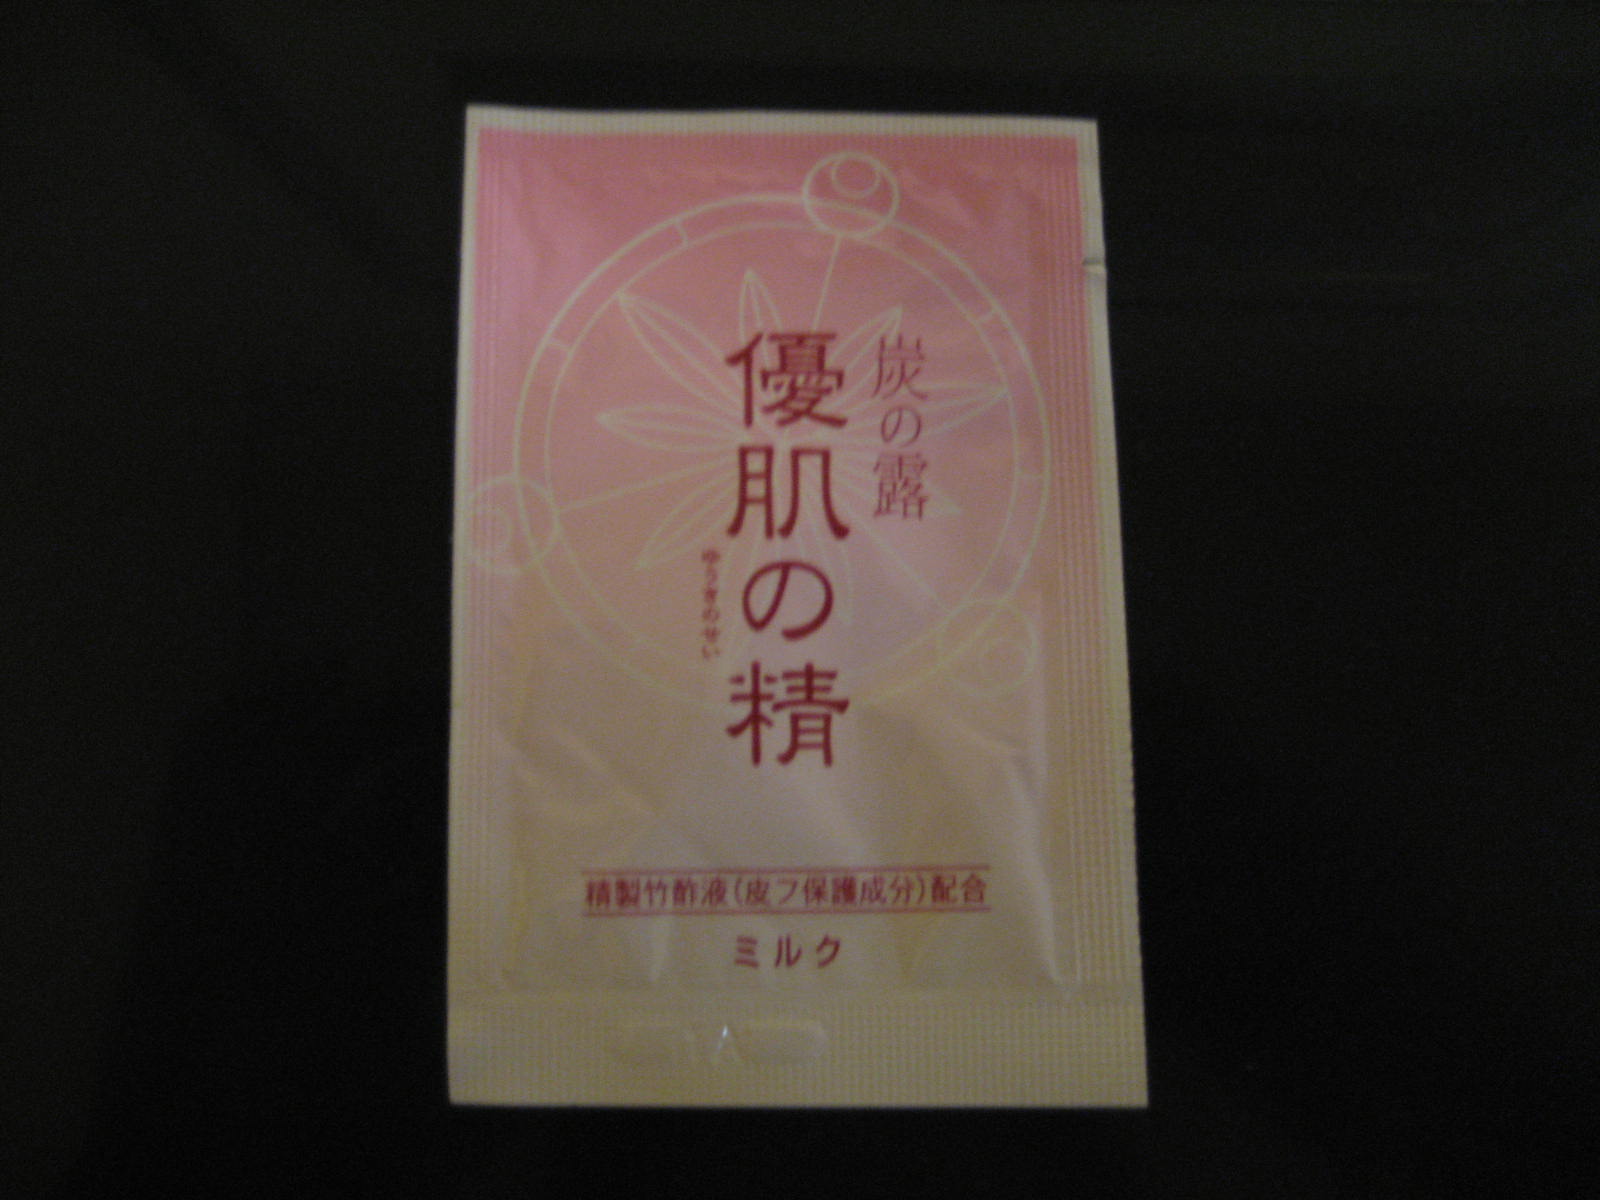 炭の露
優肌の精
ゆうきのせい
精製竹酢液(皮フ保護成分)配合
ミルク